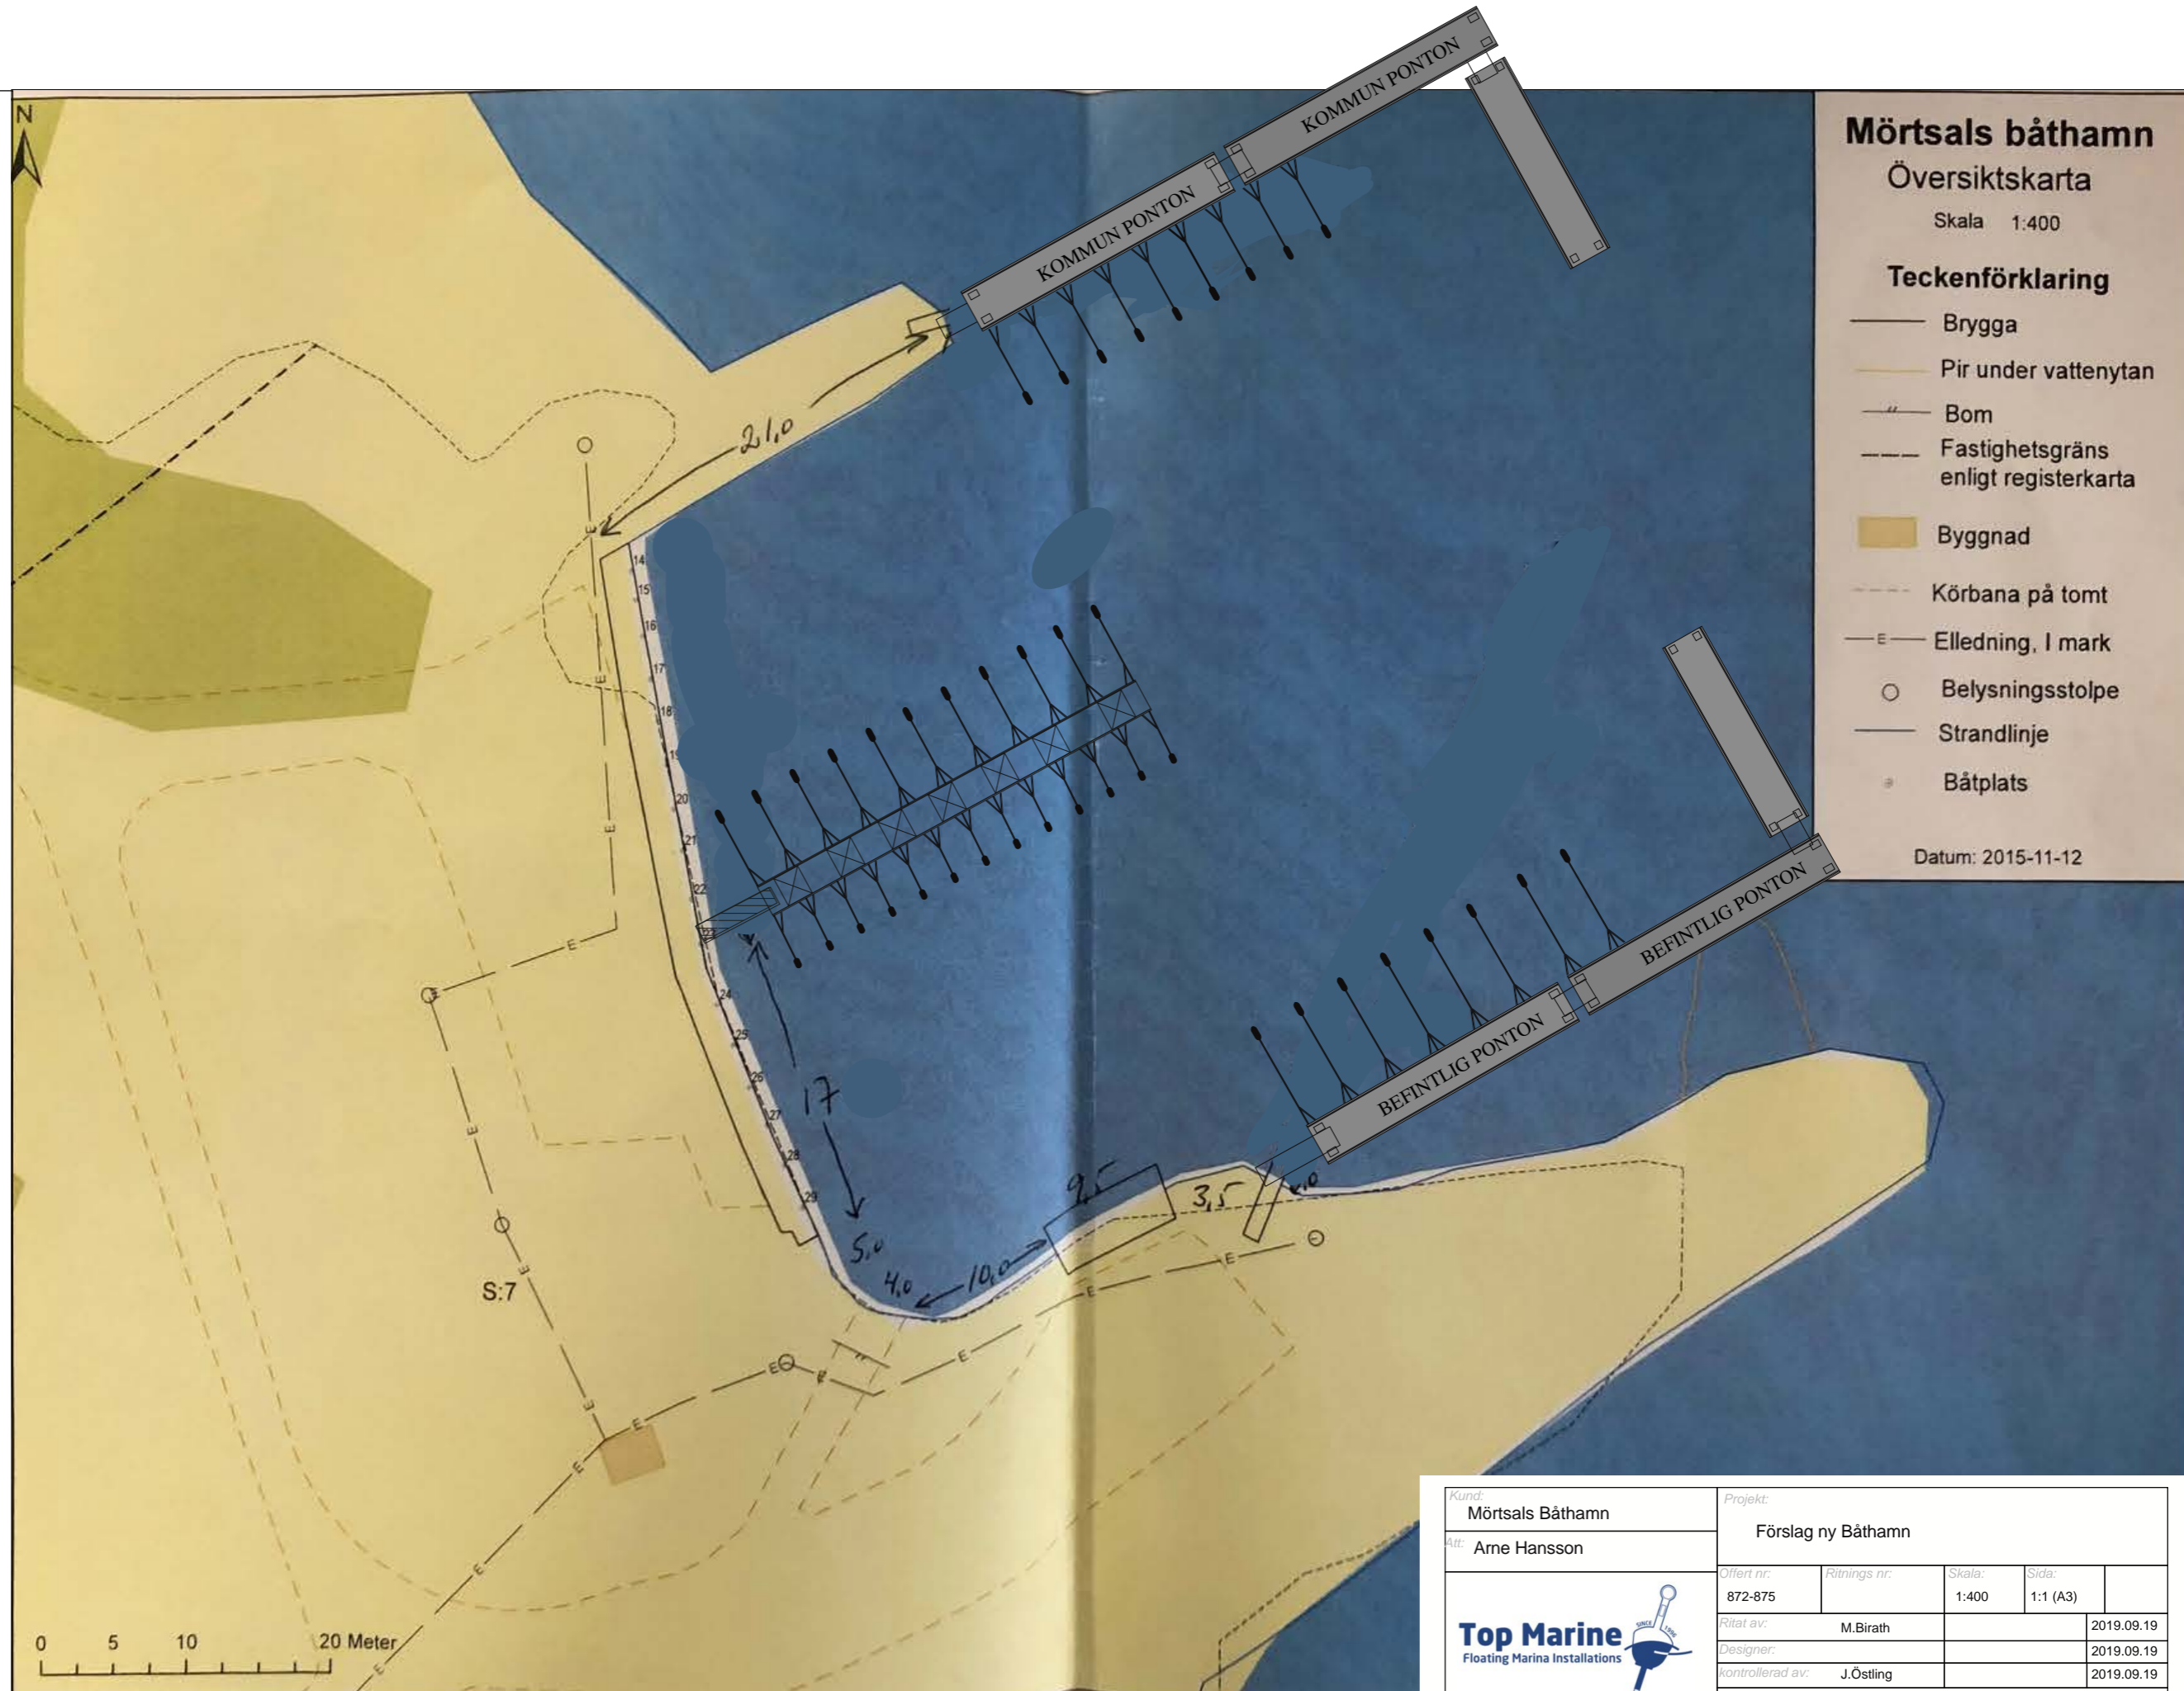 N
KOMMUN PONTON
KOMMUN PONTON
Mörtsals båthamn
Översiktskarta
Skala 1:400
Teckenförklaring
Brygga
Pir under vattenytan
Bom
Fastighetsgräns
enligt registerkarta
Byggnad
Körbana på tomt
E Elledning, I mark
Belysningsstolpe
Strandlinje
Båtplats
Datum: 2015-11-12
21,0
E
14
15
16
17
E
18
19
20
E
21
22
23
E
24
E
25
26
27
28
29
17
E
5,0
4,0
10,0
9,5
3,5
BEFINTLIG PONTON
BEFINTLIG PONTON
E
E
S:7
E
E
E
E
E
E
E
E
E
E
0 5 10 20 Meter
Kund:
Mörtsals Båthamn
Att: Arne Hansson
Projekt:
Förslag ny Båthamn
Offert nr:
872-875
Ritnings nr:
Skala:
1:400
Sida:
1:1 (A3)
Ritat av: M.Birath 2019.09.19
Designer: 2019.09.19
kontrollerad av: J.Östling 2019.09.19
Top Marine
Floating Marina Installations
SINCE 1996